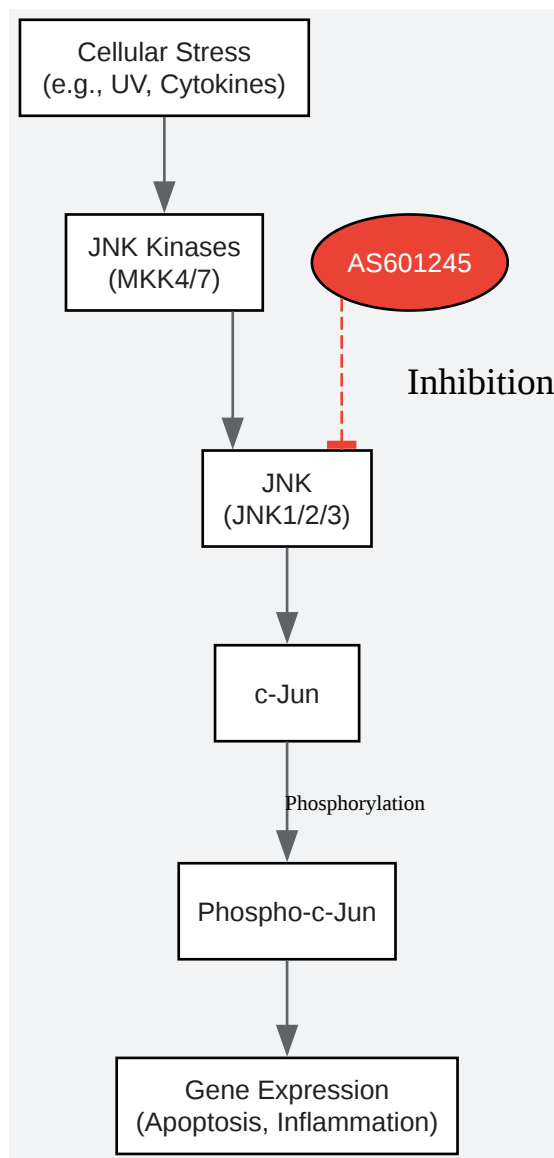 Cellular Stress
(e.g., UV, Cytokines)
JNK Kinases
(MKK4/7)
AS601245
Inhibition
JNK
(JNK1/2/3)
c-Jun
Phosphorylation
Phospho-c-Jun
Gene Expression
(Apoptosis, Inflammation)